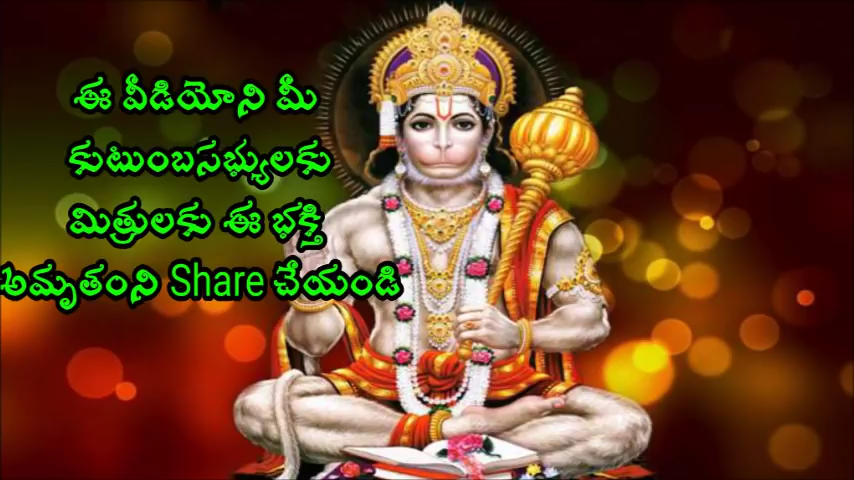 ఈ వీడియోని మీ
కుటుంబసభ్యులకు
మిత్రులకు ఈ భక్తి
అమృతంని Share చేయండి